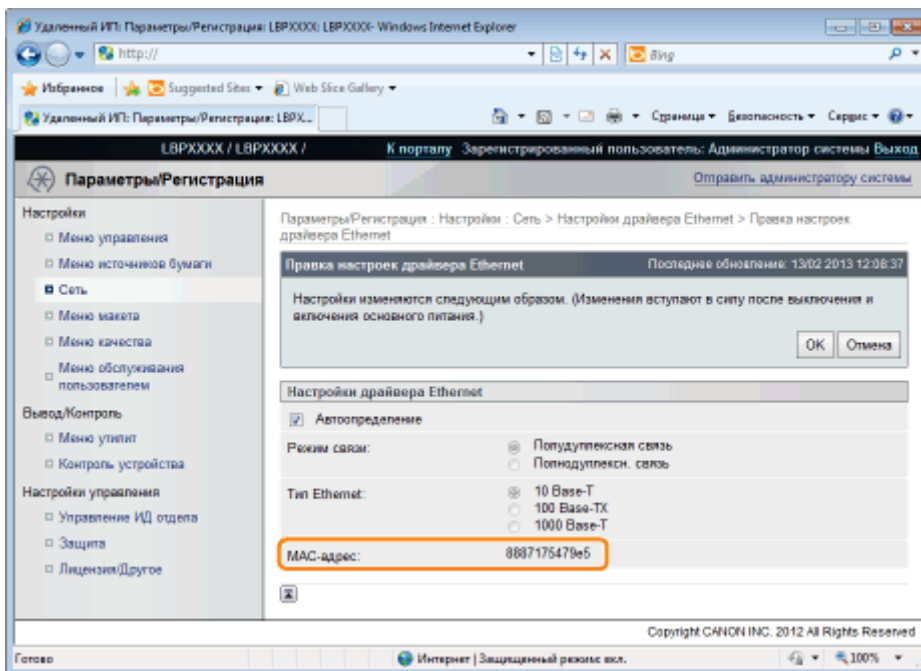 Удаленный ИП: Параметры/Регистрация: LBPXXXX: LBPXXXX- Windows Internet Explorer
http://
Bing
Избранное
Suggested Sites
Web Slice Gallery
Удаленный ИП: Параметры/Регистрация: LBPX...
Страница
Безопасность
Сервис
LBPXXXX / LBPXXXX /
К порталу Зарегистрированный пользователь: Администратор системы Выход
Параметры/Регистрация
Отправить администратору системы
Настройки
Меню управления
Меню источников бумаги
Сеть
Меню макета
Меню качества
Меню обслуживания
пользователем
Вывод/Контроль
Меню утилит
Контроль устройства
Настройки управления
Управление ИД отдела
Защита
Лицензия/Другое
Параметры/Регистрация : Настройки : Сеть > Настройки драйвера Ethernet > Правка настроек
драйвера Ethernet
Правка настроек драйвера Ethernet
Последнее обновление: 13/02 2013 12:08:37
Настройки изменяются следующим образом. (Изменения вступают в силу после выключения и
включения основного питания.)
OK
Отмена
Настройки драйвера Ethernet
Автоопределение
Режим связи:
Полудуплексная связь
Полнодуплексн. связь
Тип Ethernet:
10 Base-T
100 Base-TX
1000 Base-T
MAC-адрес:
8887175479e5
Copyright CANON INC. 2012 All Rights Reserved
Готово
Интернет | Защищенный режим: вкл.
100%